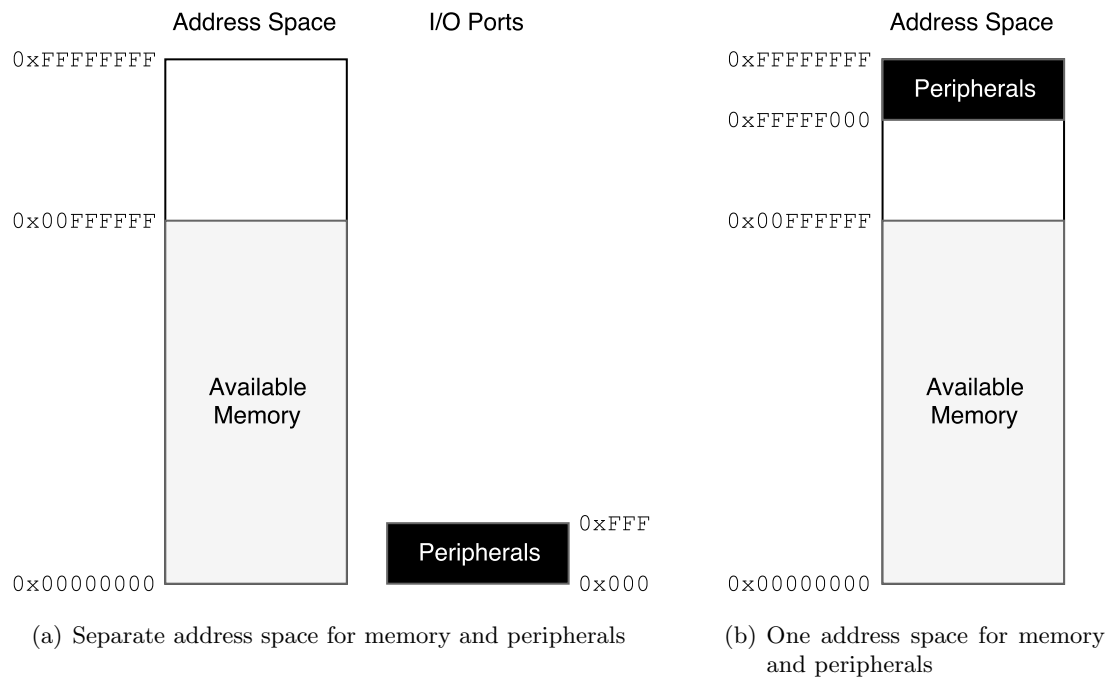 Address Space
I/O Ports
0xFFFFFFFF
0x00FFFFFF
Available
Memory
0x00000000
0xFFF
Peripherals
0x000
(a) Separate address space for memory and peripherals
Address Space
0xFFFFFFFF
Peripherals
0xFFFFF000
0x00FFFFFF
Available
Memory
0x00000000
(b) One address space for memory
and peripherals